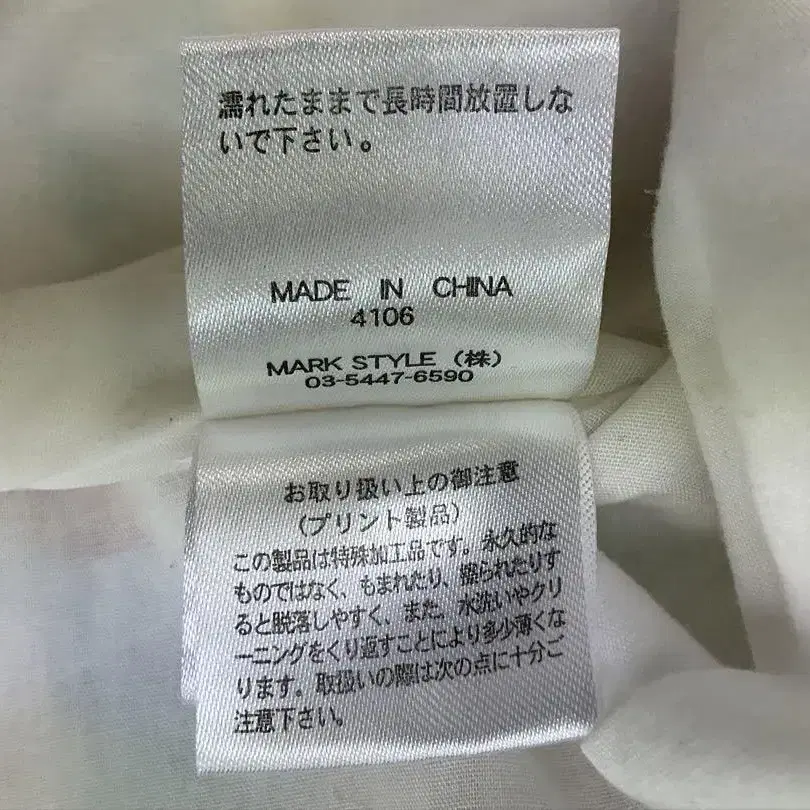 濡れたままで長時間放置しな
いで下さい。
MADE IN CHINA
4106
MARK STYLE (株)
03-5447-6590
お取り扱い上の御注意
(プリント製品)
この製品は特殊加工品です。永久的な
ものではなく、もまれたり、擦られたりす
ると脱落しやすく、また、水洗いやクリ
ーニングをくり返すことにより多少薄くな
ります。取扱いの際は次の点に十分ご
注意下さい。